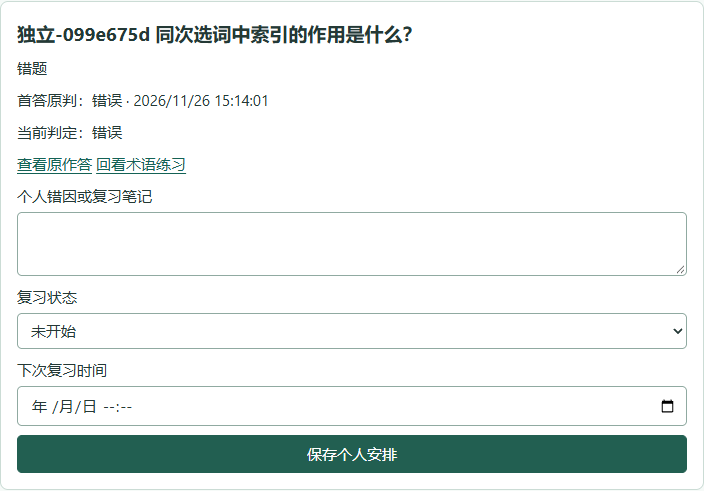 独立-099e675d 同次选词中索引的作用是什么？
错题
首答原判：错误 · 2026/11/26 15:14:01
当前判定：错误
查看原作答 回看术语练习
个人错因或复习笔记
复习状态
未开始
下次复习时间
年 /月/日 --:--
保存个人安排